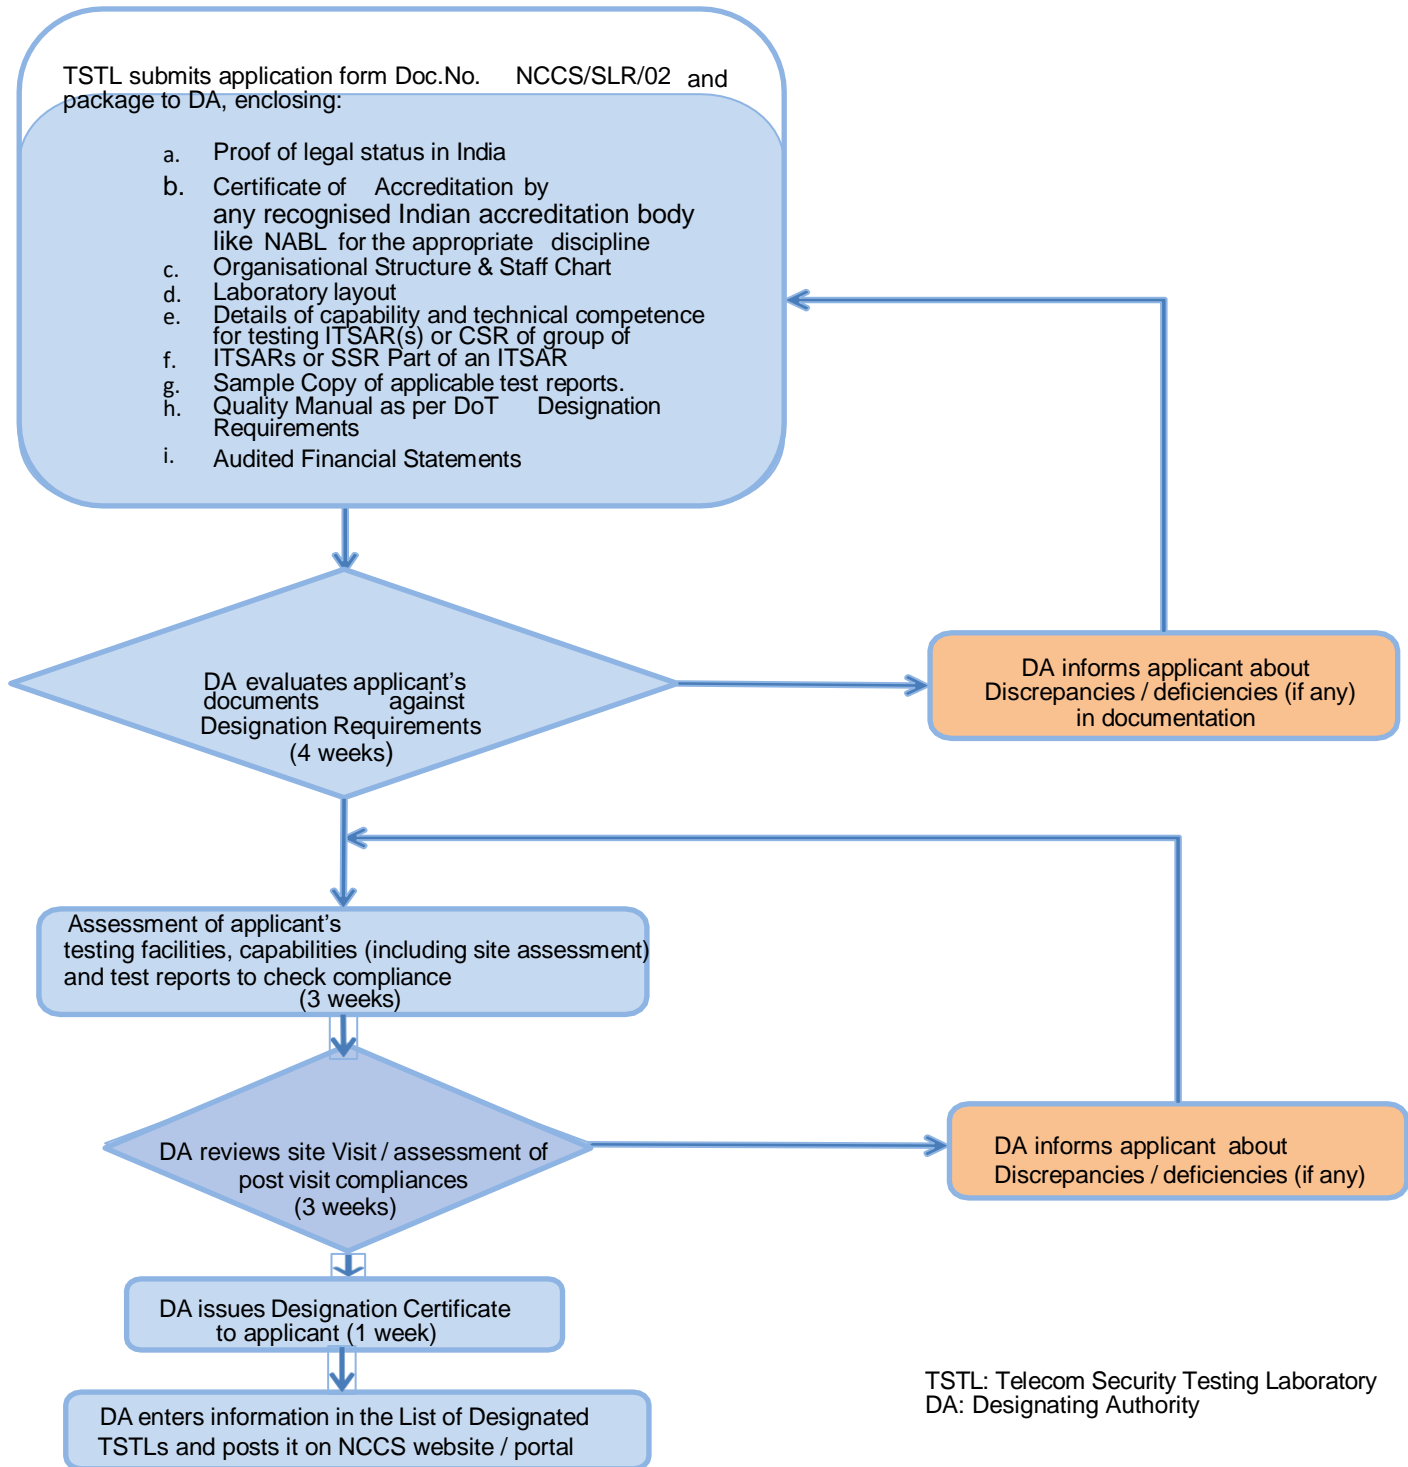 TSTL submits application form Doc.No. NCCS/SLR/02 and
package to DA, enclosing:
a. Proof of legal status in India
b. Certificate of Accreditation by
any recognised Indian accreditation body
like NABL for the appropriate discipline
c. Organisational Structure & Staff Chart
d. Laboratory layout
e. Details of capability and technical competence
for testing ITSAR(s) or CSR of group of
f. ITSARs or SSR Part of an ITSAR
g. Sample Copy of applicable test reports.
h. Quality Manual as per DoT Designation
Requirements
i. Audited Financial Statements
DA evaluates applicant's
documents against
Designation Requirements
(4 weeks)
DA informs applicant about
Discrepancies / deficiencies (if any)
in documentation
Assessment of applicant's
testing facilities, capabilities (including site assessment)
and test reports to check compliance
(3 weeks)
DA reviews site Visit / assessment of
post visit compliances
(3 weeks)
DA informs applicant about
Discrepancies / deficiencies (if any)
DA issues Designation Certificate
to applicant (1 week)
DA enters information in the List of Designated
TSTLs and posts it on NCCS website / portal
TSTL: Telecom Security Testing Laboratory
DA: Designating Authority